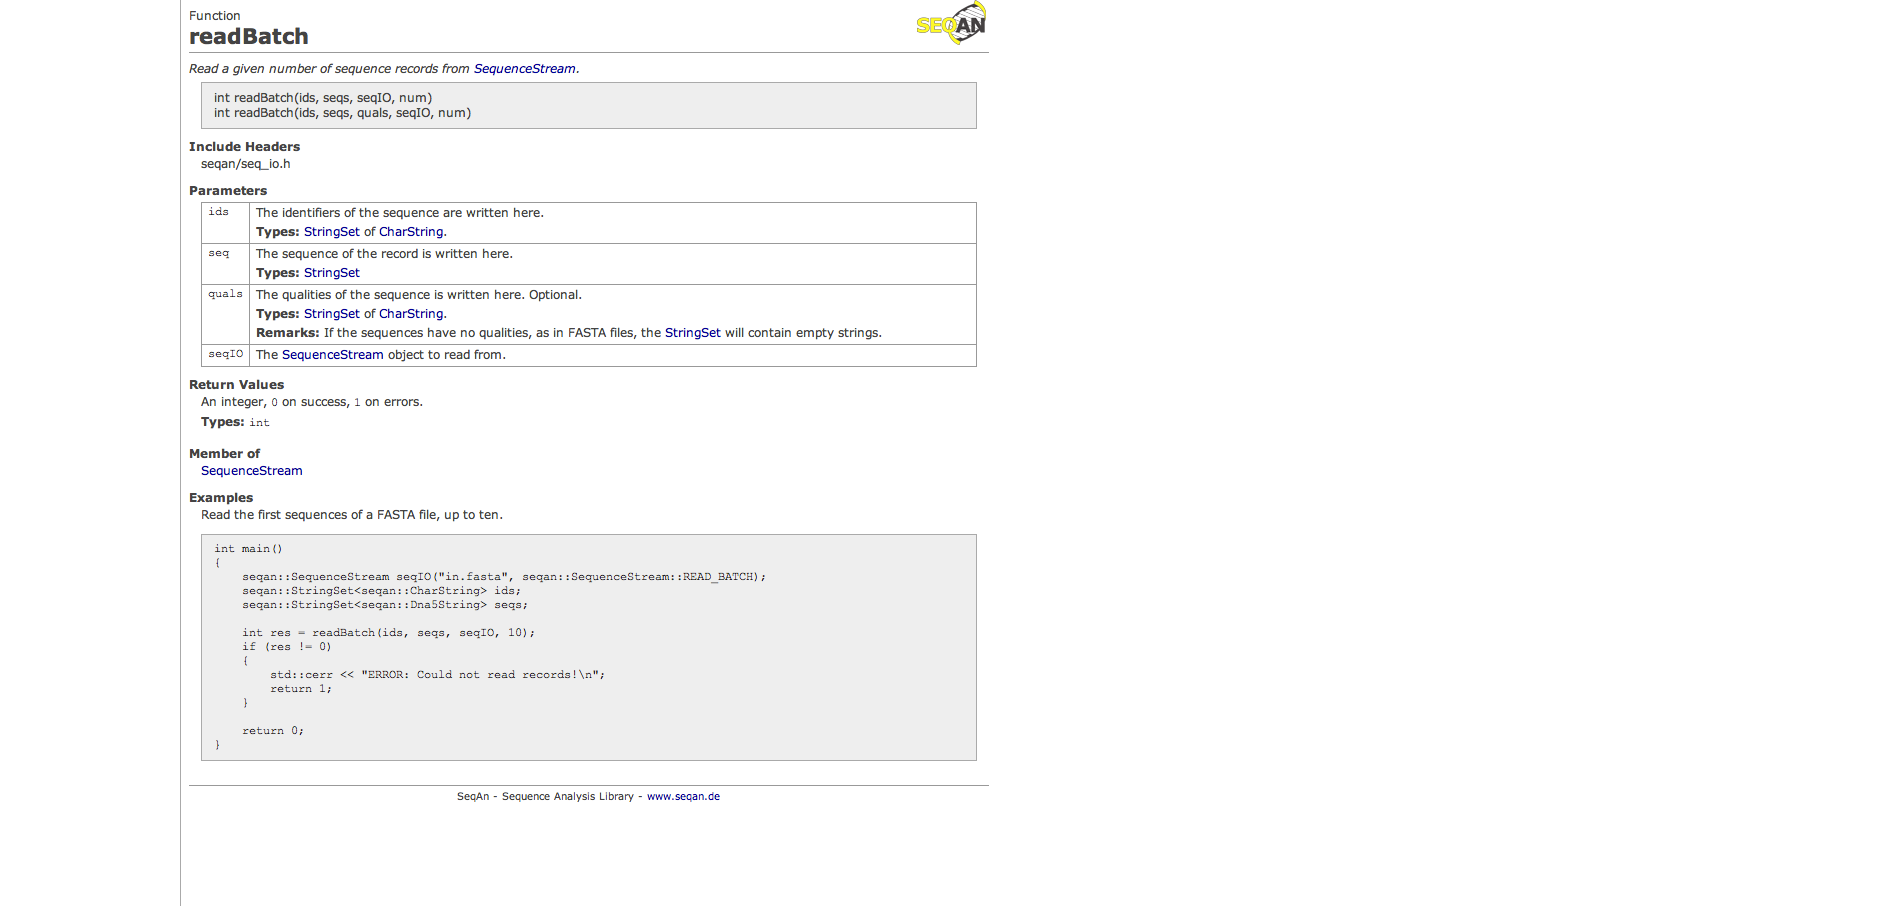 Function
readBatch
SEQAN
Read a given number of sequence records from SequenceStream.
int readBatch(ids, seqs, seqIO, num)
int readBatch(ids, seqs, quals, seqIO, num)
Include Headers
seqan/seq_io.h
Parameters
ids The identifiers of the sequence are written here.
Types: StringSet of CharString.
seq The sequence of the record is written here.
Types: StringSet
quals The qualities of the sequence is written here. Optional.
Types: StringSet of CharString.
Remarks: If the sequences have no qualities, as in FASTA files, the StringSet will contain empty strings.
seqIO The SequenceStream object to read from.
Return Values
An integer, 0 on success, 1 on errors.
Types: int
Member of
SequenceStream
Examples
Read the first sequences of a FASTA file, up to ten.
int main()
{
    seqan::SequenceStream seqIO("in.fasta", seqan::SequenceStream::READ_BATCH);
    seqan::StringSet<seqan::CharString> ids;
    seqan::StringSet<seqan::Dna5String> seqs;
    int res = readBatch(ids, seqs, seqIO, 10);
    if (res != 0)
    {
        std::cerr << "ERROR: Could not read records!\n";
        return 1;
    }
    return 0;
}
SeqAn - Sequence Analysis Library - www.seqan.de